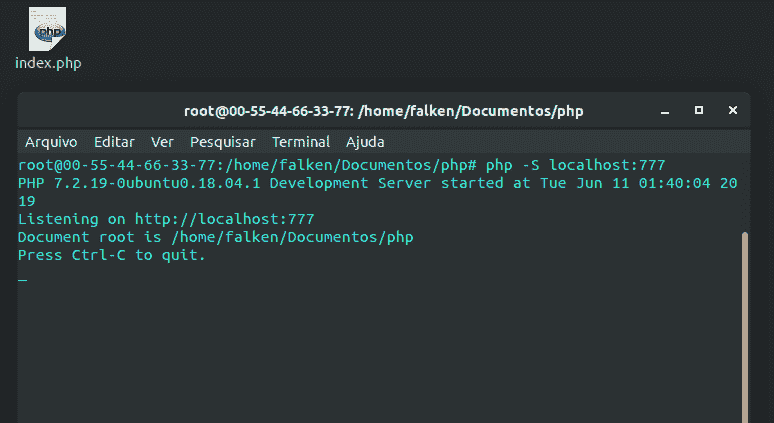 php
index.php
root@00-55-44-66-33-77: /home/falken/Documentos/php
Arquivo Editar Ver Pesquisar Terminal Ajuda
root@00-55-44-66-33-77:/home/falken/Documentos/php# php -S localhost:777
PHP 7.2.19-0ubuntu0.18.04.1 Development Server started at Tue Jun 11 01:40:04 20
19
Listening on http://localhost:777
Document root is /home/falken/Documentos/php
Press Ctrl-C to quit.